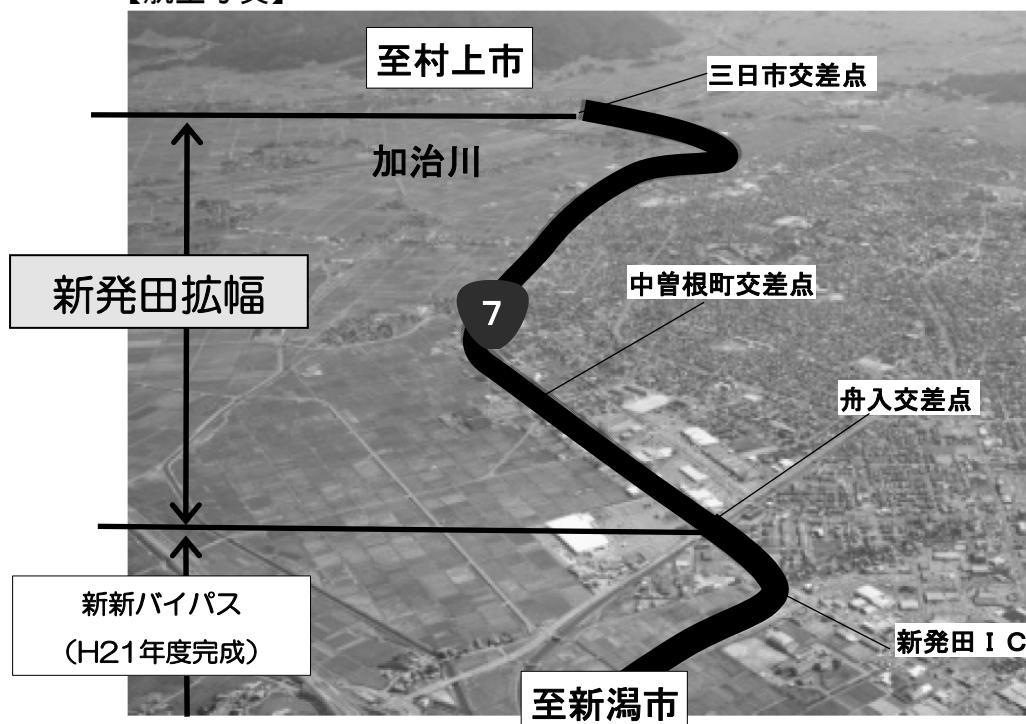 至村上市
三日市交差点
加治川
新発田拡幅
中曽根町交差点
7
舟入交差点
新新バイパス
（H21年度完成）
新発田ＩＣ
至新潟市